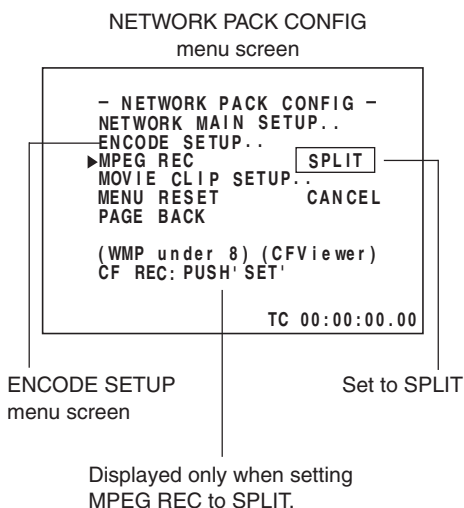 NETWORK PACK CONFIG
menu screen
– NETWORK PACK CONFIG –
NETWORK MAIN SETUP..
ENCODE SETUP..
▶MPEG REC SPLIT
MOVIE CLIP SETUP..
MENU RESET CANCEL
PAGE BACK
(WMP under 8) (CFViewer)
CF REC: PUSH'SET'
TC 00:00:00.00
ENCODE SETUP
menu screen
Set to SPLIT
Displayed only when setting
MPEG REC to SPLIT.